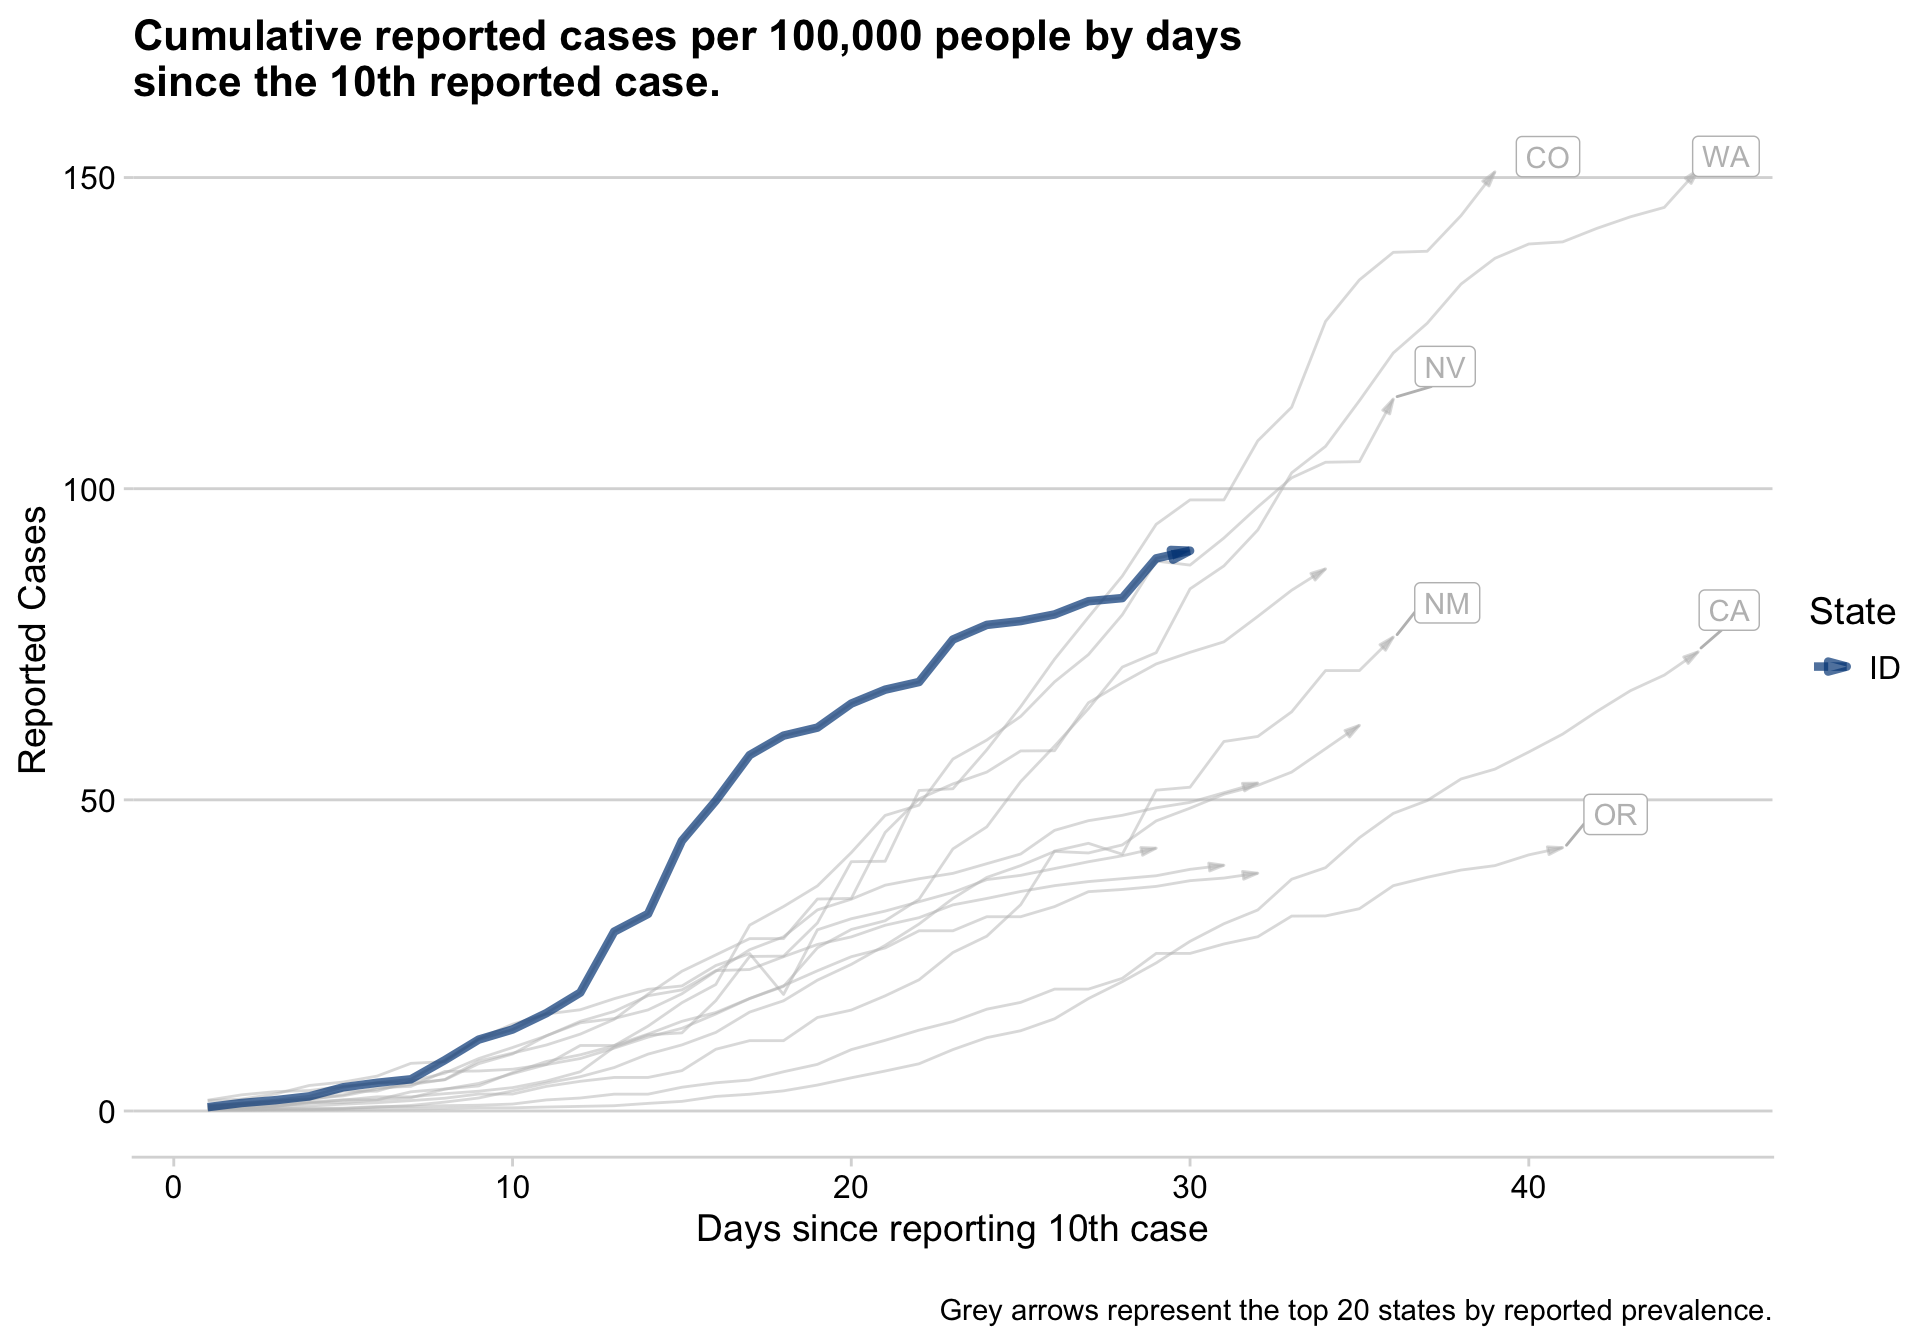 Cumulative reported cases per 100,000 people by days
since the 10th reported case.
CO
WA
150
NV
100
Reported Cases
NM
CA
State
ID
50
OR
0
0 10 20 30 40
Days since reporting 10th case
Grey arrows represent the top 20 states by reported prevalence.